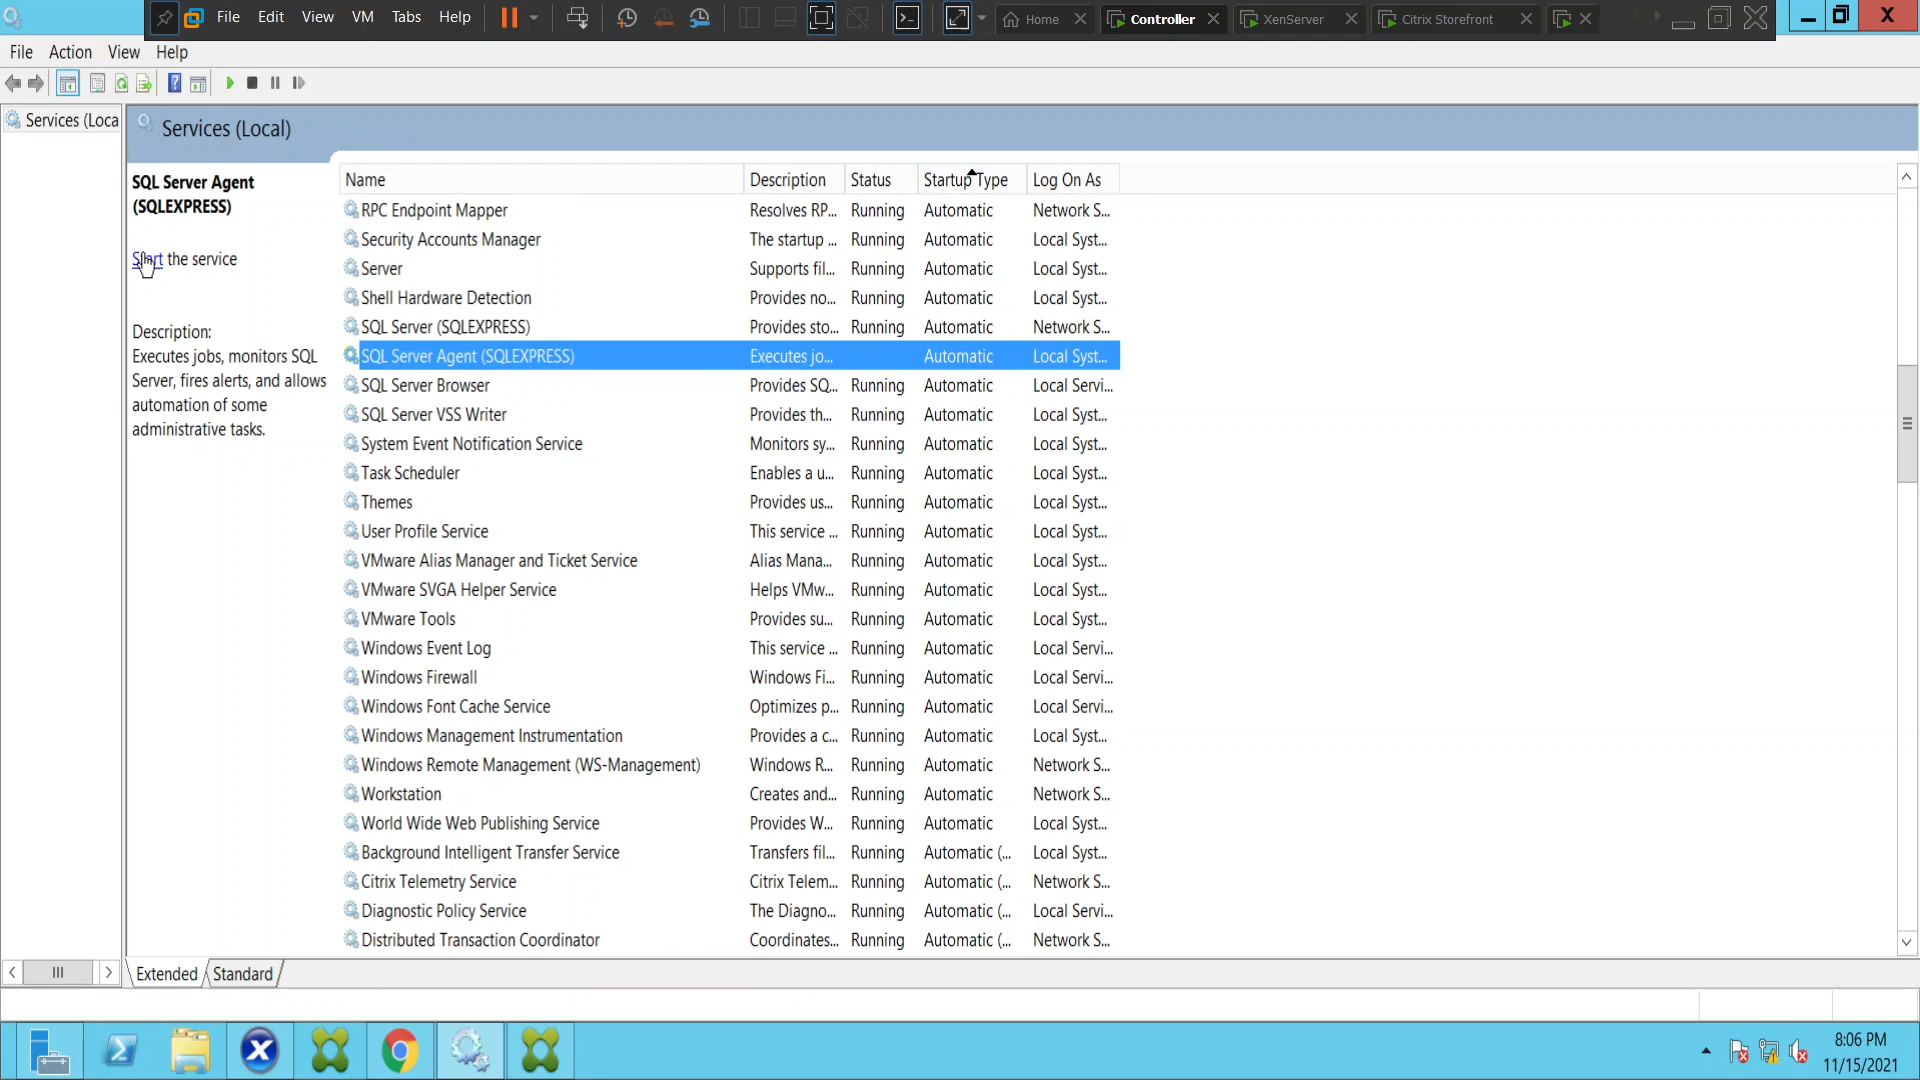 File Edit View VM Tabs Help Home Controller XenServer Citrix Storefront
File Action View Help
Services (Loca
Services (Local)
SQL Server Agent
(SQLEXPRESS)
Start the service
Description:
Executes jobs, monitors SQL
Server, fires alerts, and allows
automation of some
administrative tasks.
Name Description Status Startup Type Log On As
RPC Endpoint Mapper Resolves RP... Running Automatic Network S...
Security Accounts Manager The startup ... Running Automatic Local Syst...
Server Supports fil... Running Automatic Local Syst...
Shell Hardware Detection Provides no... Running Automatic Local Syst...
SQL Server (SQLEXPRESS) Provides sto... Running Automatic Network S...
SQL Server Agent (SQLEXPRESS) Executes jo... Automatic Local Syst...
SQL Server Browser Provides SQ... Running Automatic Local Servi...
SQL Server VSS Writer Provides th... Running Automatic Local Syst...
System Event Notification Service Monitors sy... Running Automatic Local Syst...
Task Scheduler Enables a u... Running Automatic Local Syst...
Themes Provides us... Running Automatic Local Syst...
User Profile Service This service ... Running Automatic Local Syst...
VMware Alias Manager and Ticket Service Alias Mana... Running Automatic Local Syst...
VMware SVGA Helper Service Helps VMw... Running Automatic Local Syst...
VMware Tools Provides su... Running Automatic Local Syst...
Windows Event Log This service ... Running Automatic Local Servi...
Windows Firewall Windows Fi... Running Automatic Local Servi...
Windows Font Cache Service Optimizes p... Running Automatic Local Servi...
Windows Management Instrumentation Provides a c... Running Automatic Local Syst...
Windows Remote Management (WS-Management) Windows R... Running Automatic Network S...
Workstation Creates and... Running Automatic Network S...
World Wide Web Publishing Service Provides W... Running Automatic Local Syst...
Background Intelligent Transfer Service Transfers fil... Running Automatic (... Local Syst...
Citrix Telemetry Service Citrix Telem... Running Automatic (... Network S...
Diagnostic Policy Service The Diagno... Running Automatic (... Local Servi...
Distributed Transaction Coordinator Coordinates... Running Automatic (... Network S...
Extended Standard
8:06 PM
11/15/2021